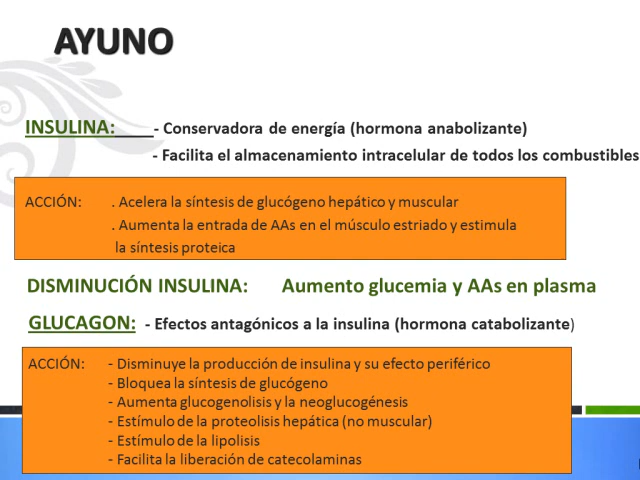 AYUNO
INSULINA: - Conservadora de energía (hormona anabolizante)
- Facilita el almacenamiento intracelular de todos los combustibles
ACCIÓN: . Acelera la síntesis de glucógeno hepático y muscular
. Aumenta la entrada de AAs en el músculo estriado y estimula
la síntesis proteica
DISMINUCIÓN INSULINA: Aumento glucemia y AAs en plasma
GLUCAGON: - Efectos antagónicos a la insulina (hormona catabolizante)
ACCIÓN: - Disminuye la producción de insulina y su efecto periférico
- Bloquea la síntesis de glucógeno
- Aumenta glucogenolisis y la neoglucogénesis
- Estímulo de la proteolisis hepática (no muscular)
- Estímulo de la lipolisis
- Facilita la liberación de catecolaminas